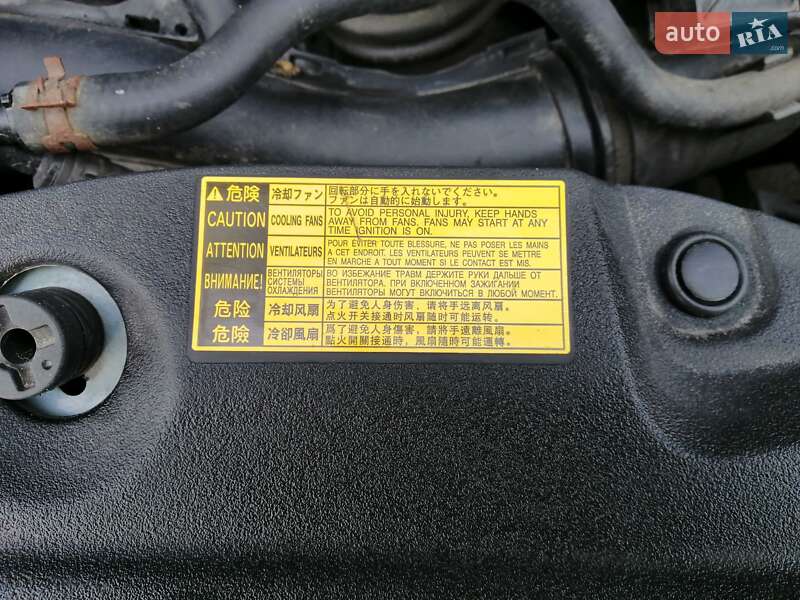 auto RIA .com
危険 冷却ファン 回転部分に手を入れないでください。
ファンは自動的に始動します。
CAUTION COOLING FANS TO AVOID PERSONAL INJURY, KEEP HANDS
AWAY FROM FANS. FANS MAY START AT ANY
TIME IGNITION IS ON.
ATTENTION VENTILATEURS POUR ÉVITER TOUTE BLESSURE, NE PAS POSER LES MAINS
A CET ENDROIT. LES VENTILATEURS PEUVENT SE METTRE
EN MARCHE A TOUT MOMENT SI LE CONTACT EST MIS.
ВНИМАНИЕ! ВЕНТИЛЯТОРЫ СИСТЕМЫ ОХЛАЖДЕНИЯ ВО ИЗБЕЖАНИЕ ТРАВМ ДЕРЖИТЕ РУКИ ДАЛЬШЕ ОТ
ВЕНТИЛЯТОРА. ПРИ ВКЛЮЧЕННОМ ЗАЖИГАНИИ
ВЕНТИЛЯТОРЫ МОГУТ ВКЛЮЧИТЬСЯ В ЛЮБОЙ МОМЕНТ.
危险 冷却风扇 为了避免人身伤害，请将手远离风扇。
点火开关接通时风扇随时可能运转。
危險 冷卻風扇 爲了避免人身傷害，請將手遠離風扇。
點火開關接通時，風扇隨時可能運轉。